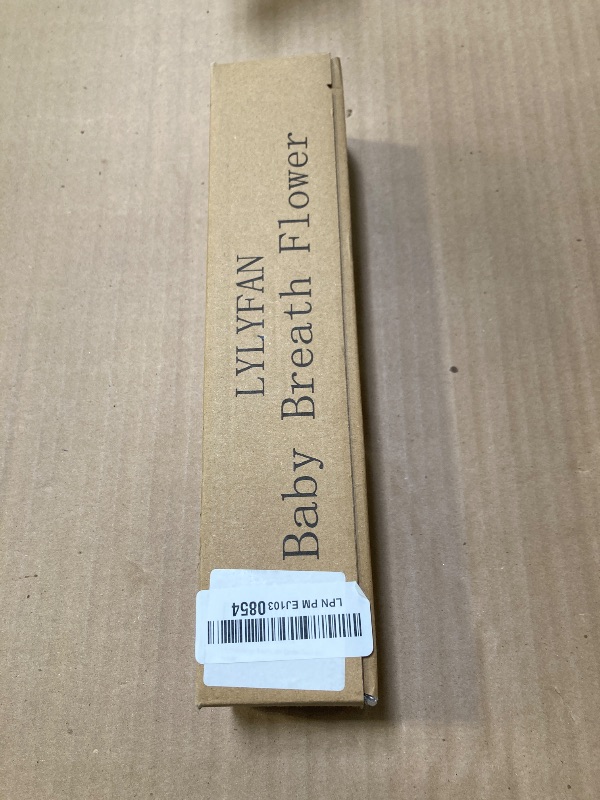 LYLYFAN
Baby Breath Flower
LPN PM EJ103 0854